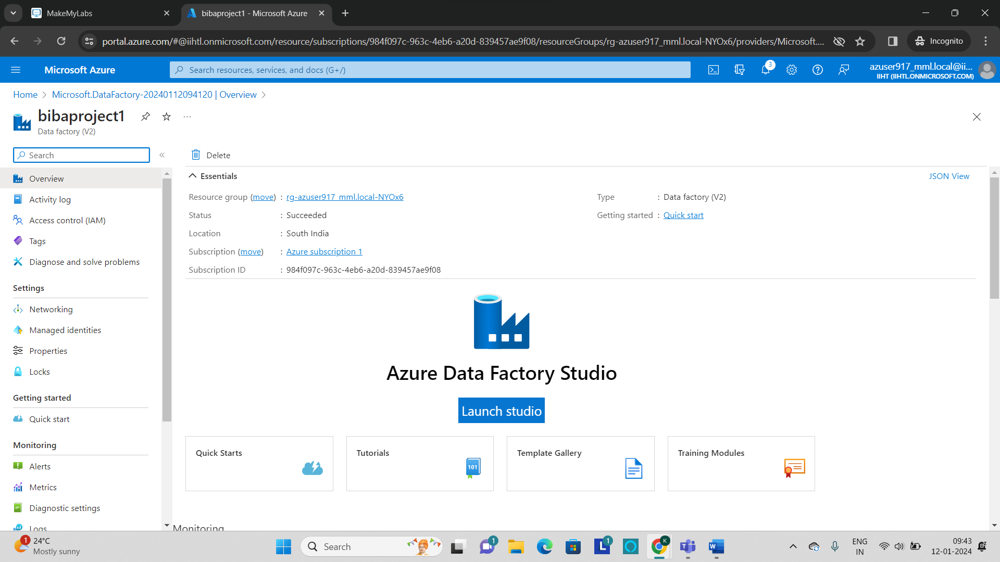 MakeMyLabs
bibaproject1 - Microsoft Azure
portal.azure.com/#@iihtl.onmicrosoft.com/resource/subscriptions/984f097c-963c-4eb6-a20d-839457ae9f08/resourceGroups/rg-azuser917_mml.local-NYOx6/providers/Microsoft....
Incognito
Microsoft Azure
Search resources, services, and docs (G+/)
3
azuser917_mml.local@ii...
IIHT (IIHTL.ONMICROSOFT.COM)
Home
Microsoft.DataFactory-20240112094120 | Overview
bibaproject1
...
Data factory (V2)
Search
«
Delete
Overview
Activity log
Access control (IAM)
Tags
Diagnose and solve problems
Settings
Networking
Managed identities
Properties
Locks
Getting started
Quick start
Monitoring
Alerts
Metrics
Diagnostic settings
Logs
Essentials
JSON View
Resource group (move) : rg-azuser917_mml.local-NYOx6
Status : Succeeded
Location : South India
Subscription (move) : Azure subscription 1
Subscription ID : 984f097c-963c-4eb6-a20d-839457ae9f08
Type : Data factory (V2)
Getting started : Quick start
Azure Data Factory Studio
Launch studio
Quick Starts
Tutorials
101
Template Gallery
Training Modules
Monitoring
1
24°C
Mostly sunny
Search
1
L
1
K
T
W
ENG
IN
09:43
12-01-2024